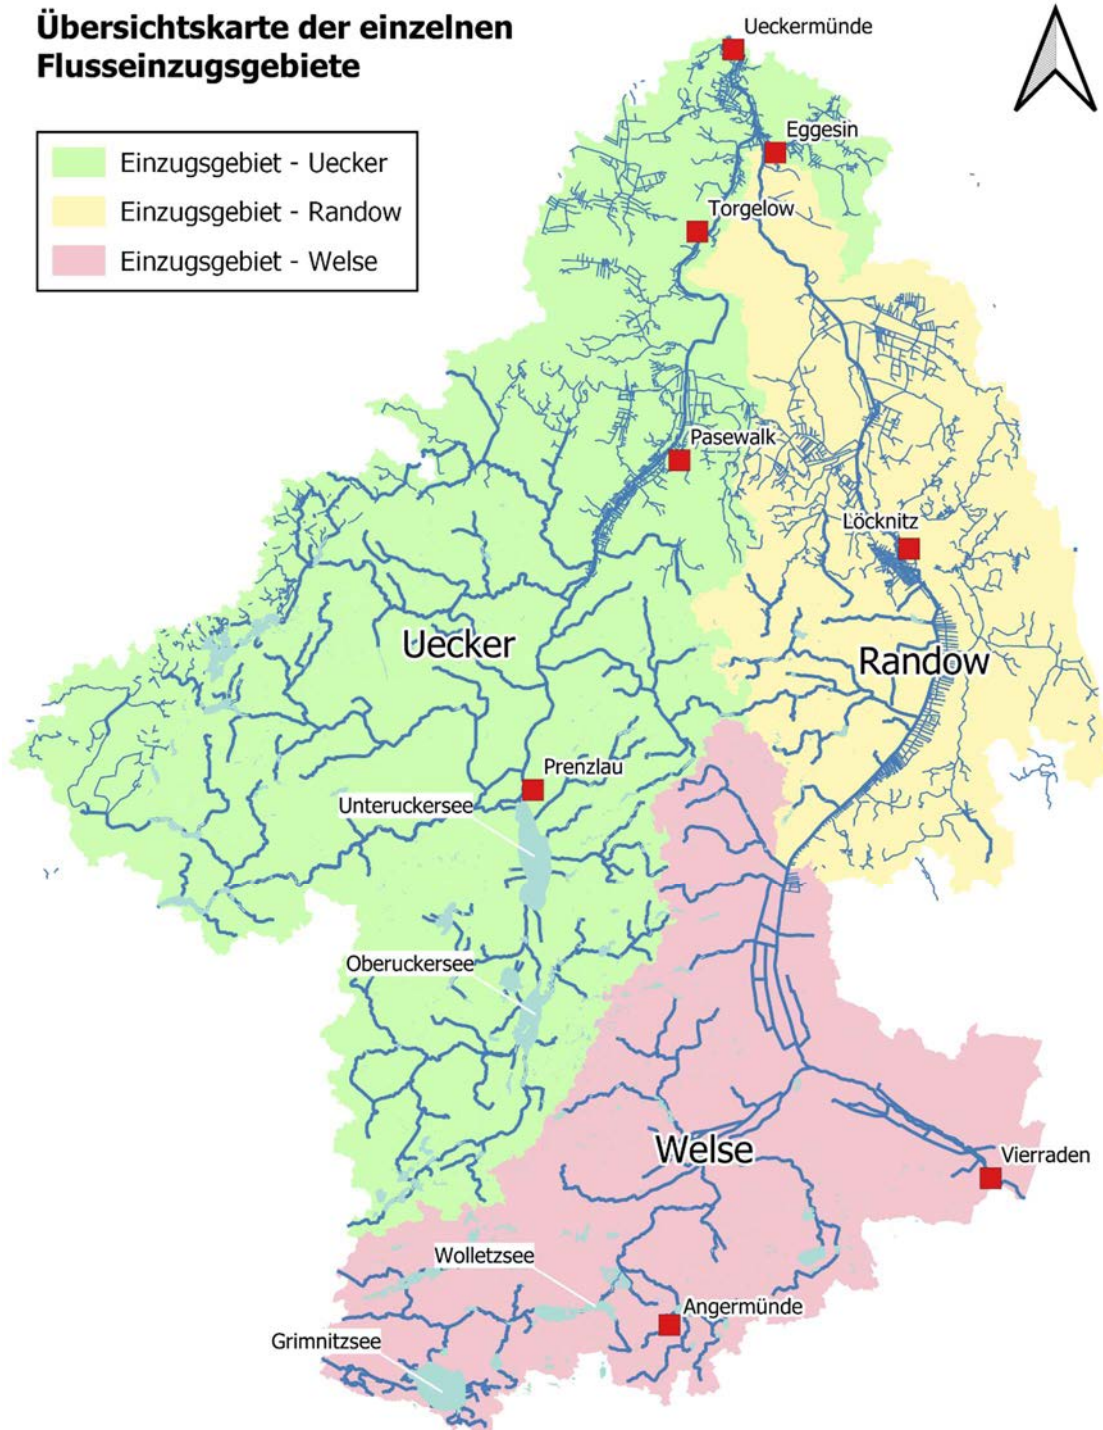 Übersichtskarte der einzelnen
Flusseinzugsgebiete
Einzugsgebiet - Uecker
Einzugsgebiet - Randow
Einzugsgebiet - Welse
Ueckermünde
Eggesin
Torgelow
Pasewalk
Löcknitz
Uecker
Randow
Prenzlau
Unteruckersee
Oberuckersee
Welse
Vierraden
Wolletzsee
Angermünde
Grimnitzsee